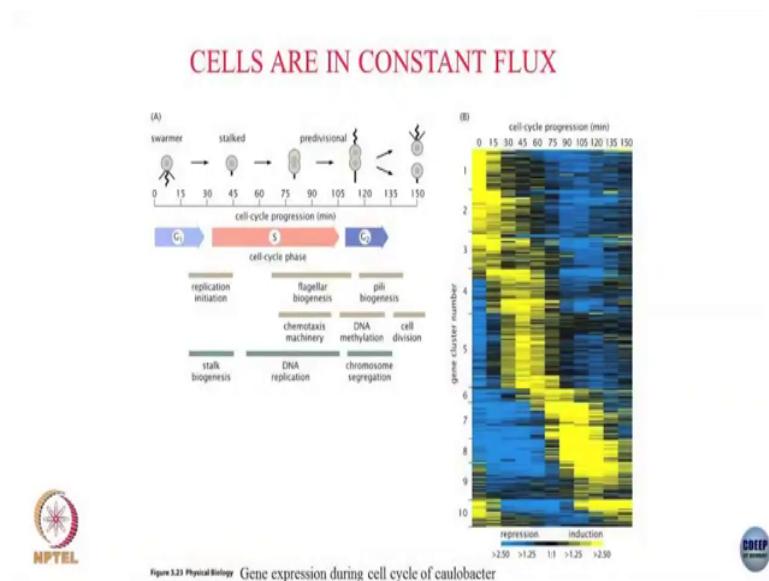 CELLS ARE IN CONSTANT FLUX
(A)
swarmer
stalked
predivisional
0 15 30 45 60 75 90 105 120 135 150
cell-cycle progression (min)
G1
S
G2
cell-cycle phase
replication
initiation
flagellar
biogenesis
pili
biogenesis
chemotaxis
machinery
DNA
methylation
cell
division
stalk
biogenesis
DNA
replication
chromosome
segregation
(B)
cell-cycle progression (min)
0 15 30 45 60 75 90 105 120 135 150
gene cluster number
1
2
3
4
5
6
7
8
9
10
repression
induction
>2.50 >1.25 1:1 >1.25 >2.50
NPTEL
CDEEP
IIT BOMBAY
Figure 3.23 Physical Biology Gene expression during cell cycle of caulobacter